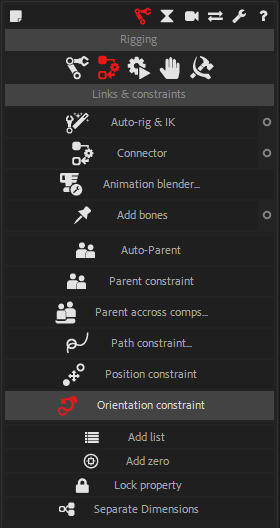 ?
Rigging
Links & constraints
Auto-rig & IK
Connector
Animation blender...
Add bones
Auto-Parent
Parent constraint
Parent accross comps...
Path constraint...
Position constraint
Orientation constraint
Add list
Add zero
Lock property
Separate Dimensions